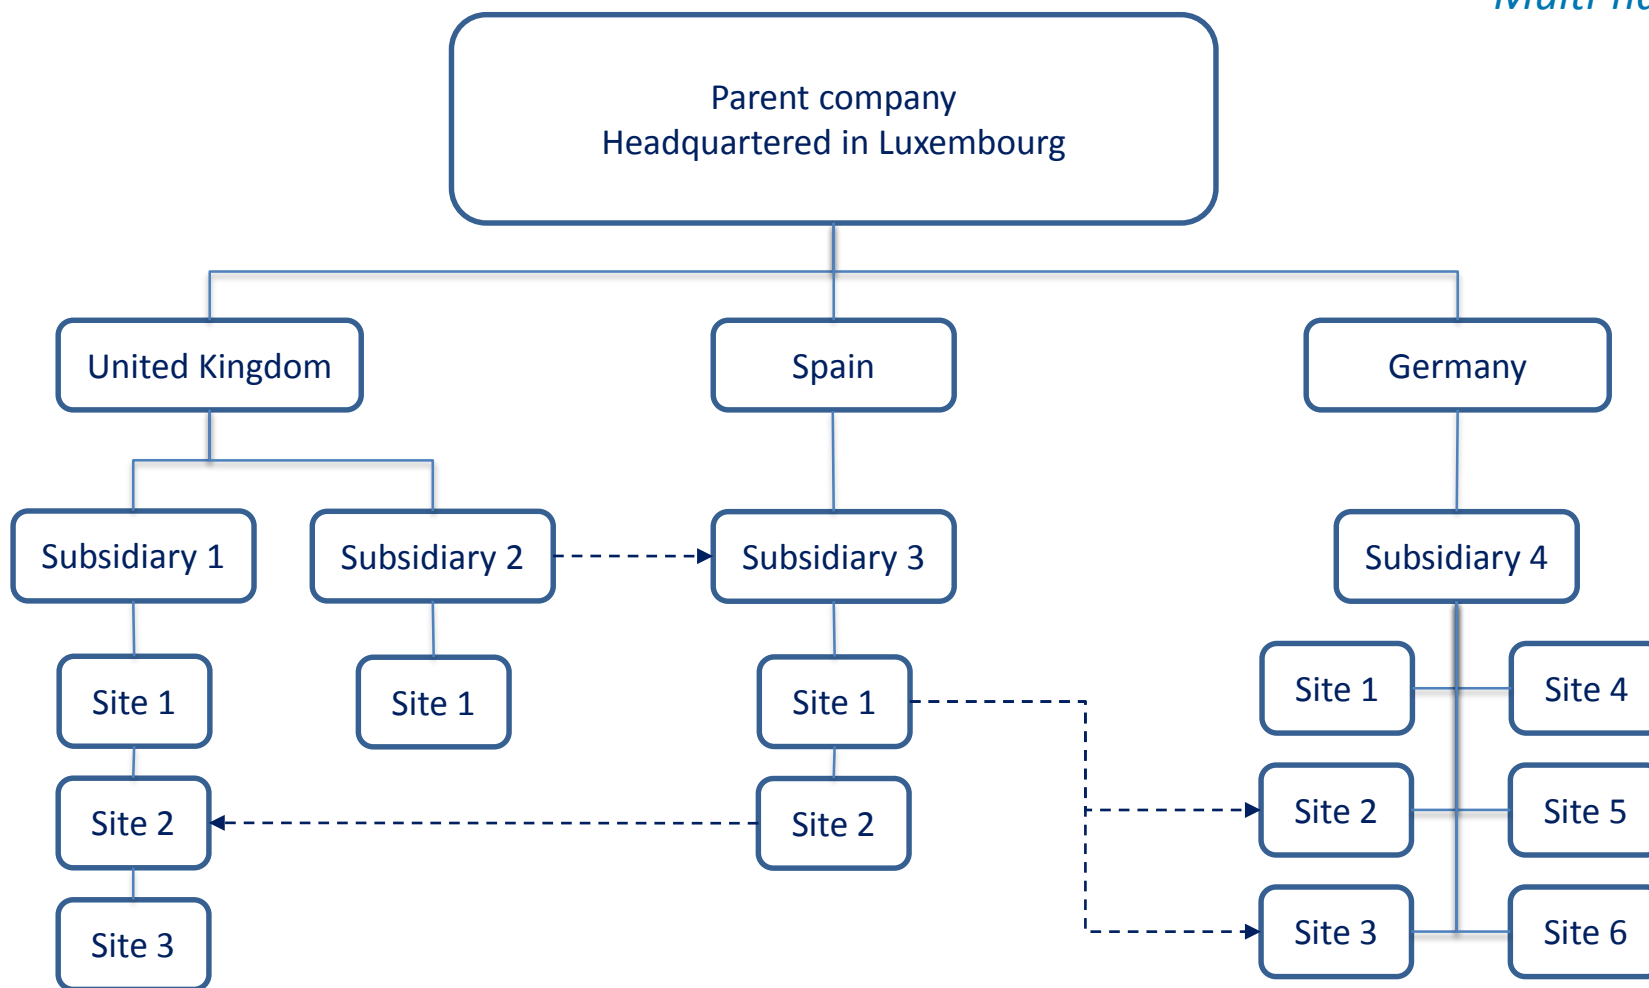 Parent company
Headquartered in Luxembourg
United Kingdom
Spain
Germany
Subsidiary 1
Subsidiary 2
Subsidiary 3
Subsidiary 4
Site 1
Site 1
Site 1
Site 1
Site 4
Site 2
Site 2
Site 2
Site 5
Site 3
Site 3
Site 6